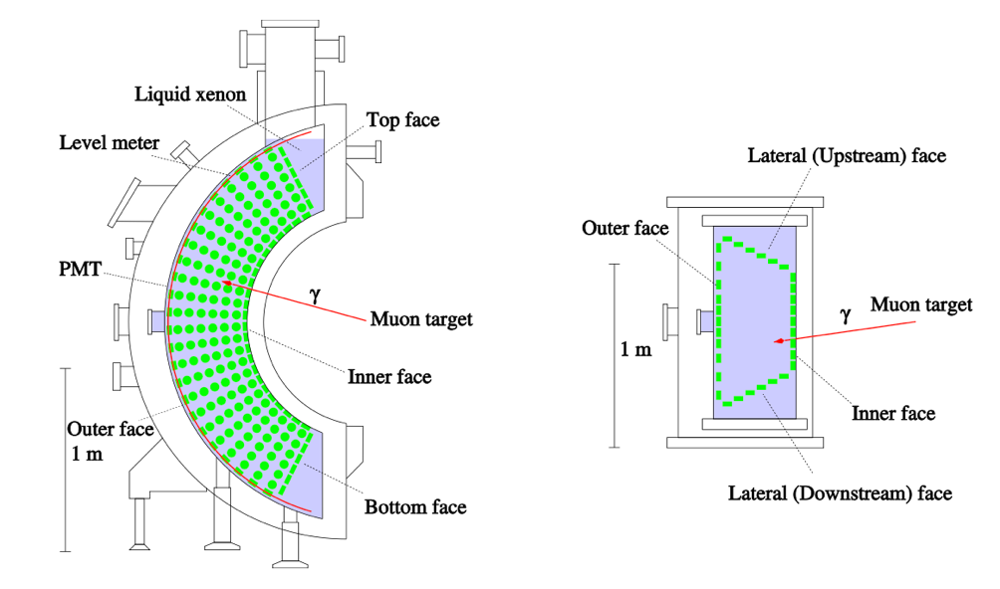 Liquid xenon
Top face
Level meter
PMT
γ
Muon target
Inner face
Outer face
1 m
Bottom face
Lateral (Upstream) face
Outer face
Muon target
γ
1 m
Inner face
Lateral (Downstream) face